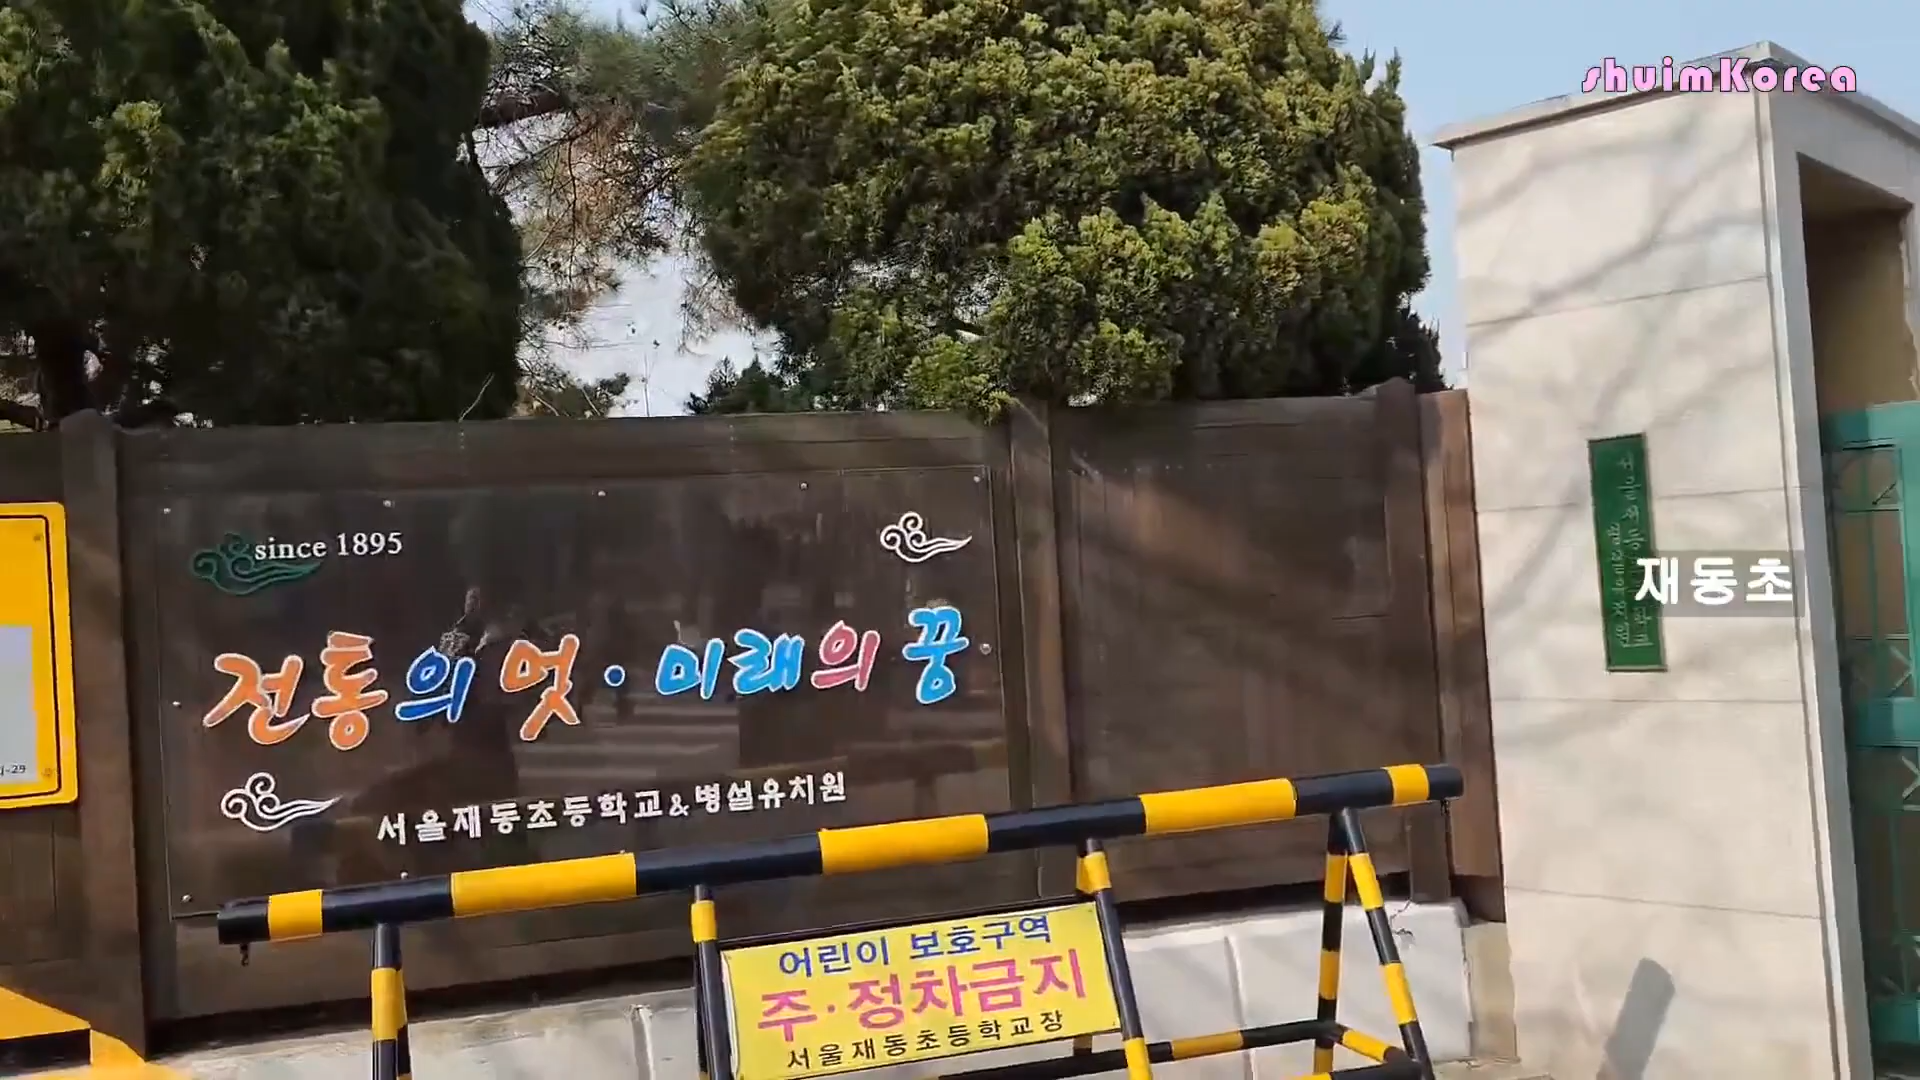 shuimKorea
since 1895
전통의 멋 · 미래의 꿈
서울재동초등학교&병설유치원
재동초
어린이 보호구역
주·정차금지
서울재동초등학교장